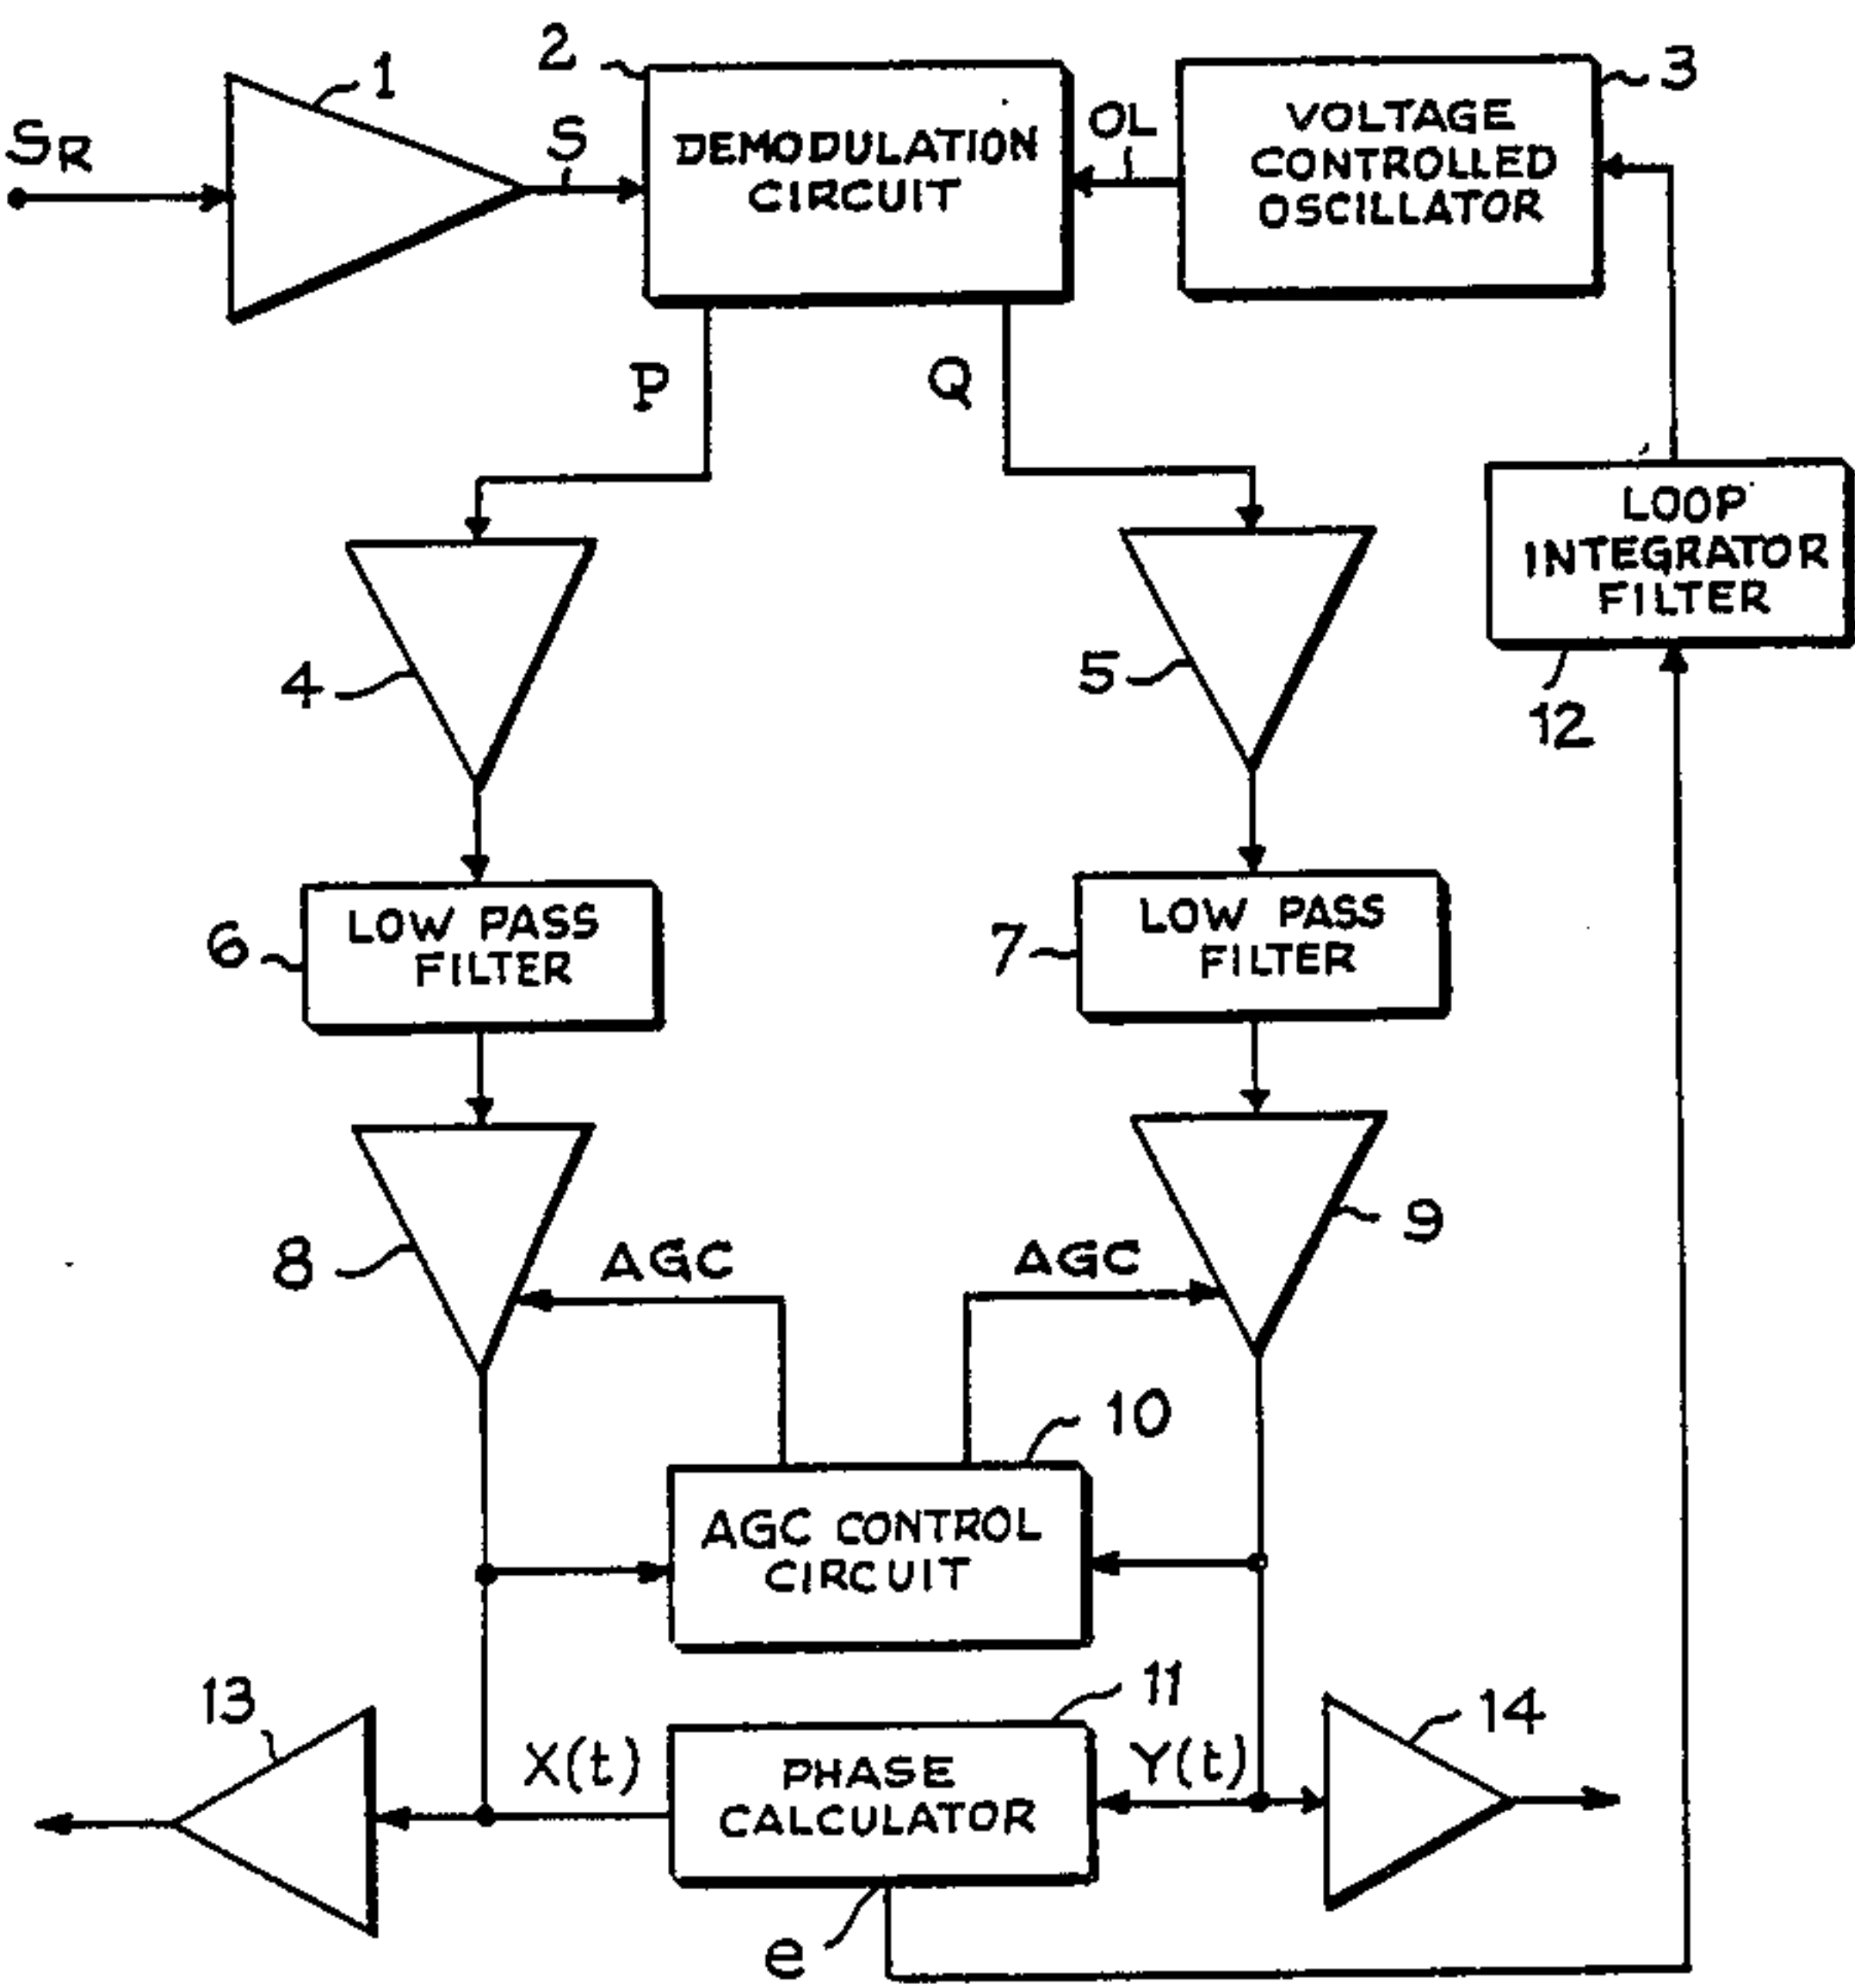 1
2
3
SR
S
DEMODULATION
CIRCUIT
OL
VOLTAGE
CONTROLLED
OSCILLATOR
P
Q
LOOP
INTEGRATOR
FILTER
12
4
5
6
LOW PASS
FILTER
7
LOW PASS
FILTER
8
AGC
AGC
9
10
AGC CONTROL
CIRCUIT
13
11
14
X(t)
PHASE
CALCULATOR
Y(t)
e